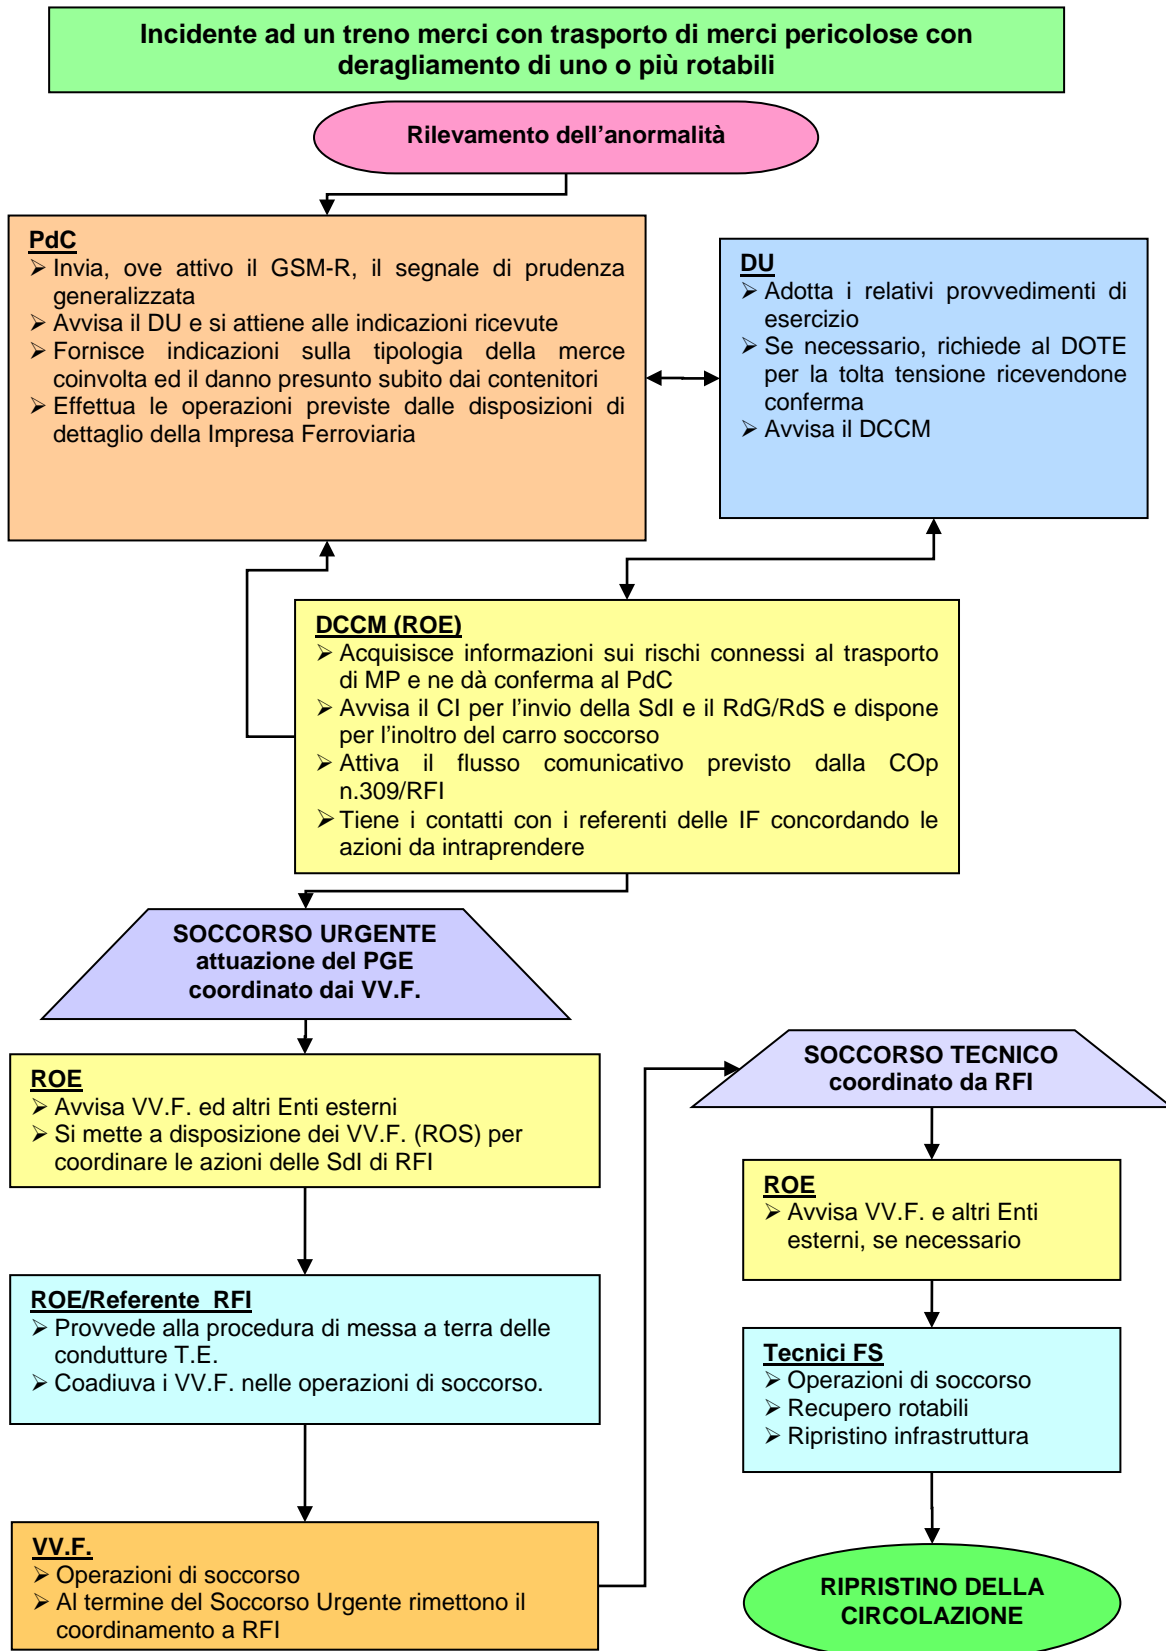 Incidente ad un treno merci con trasporto di merci pericolose con
deragliamento di uno o più rotabili
Rilevamento dell’anormalità
PdC
➢ Invia, ove attivo il GSM-R, il segnale di prudenza
generalizzata
➢ Avvisa il DU e si attiene alle indicazioni ricevute
➢ Fornisce indicazioni sulla tipologia della merce
coinvolta ed il danno presunto subito dai contenitori
➢ Effettua le operazioni previste dalle disposizioni di
dettaglio della Impresa Ferroviaria
DU
➢ Adotta i relativi provvedimenti di
esercizio
➢ Se necessario, richiede al DOTE
per la tolta tensione ricevendone
conferma
➢ Avvisa il DCCM
DCCM (ROE)
➢ Acquisisce informazioni sui rischi connessi al trasporto
di MP e ne dà conferma al PdC
➢ Avvisa il CI per l’invio della SdI e il RdG/RdS e dispone
per l’inoltro del carro soccorso
➢ Attiva il flusso comunicativo previsto dalla COp
n.309/RFI
➢ Tiene i contatti con i referenti delle IF concordando le
azioni da intraprendere
SOCCORSO URGENTE
attuazione del PGE
coordinato dai VV.F.
ROE
➢ Avvisa VV.F. ed altri Enti esterni
➢ Si mette a disposizione dei VV.F. (ROS) per
coordinare le azioni delle SdI di RFI
ROE/Referente RFI
➢ Provvede alla procedura di messa a terra delle
condutture T.E.
➢ Coadiuva i VV.F. nelle operazioni di soccorso.
VV.F.
➢ Operazioni di soccorso
➢ Al termine del Soccorso Urgente rimettono il
coordinamento a RFI
SOCCORSO TECNICO
coordinato da RFI
ROE
➢ Avvisa VV.F. e altri Enti
esterni, se necessario
Tecnici FS
➢ Operazioni di soccorso
➢ Recupero rotabili
➢ Ripristino infrastruttura
RIPRISTINO DELLA
CIRCOLAZIONE